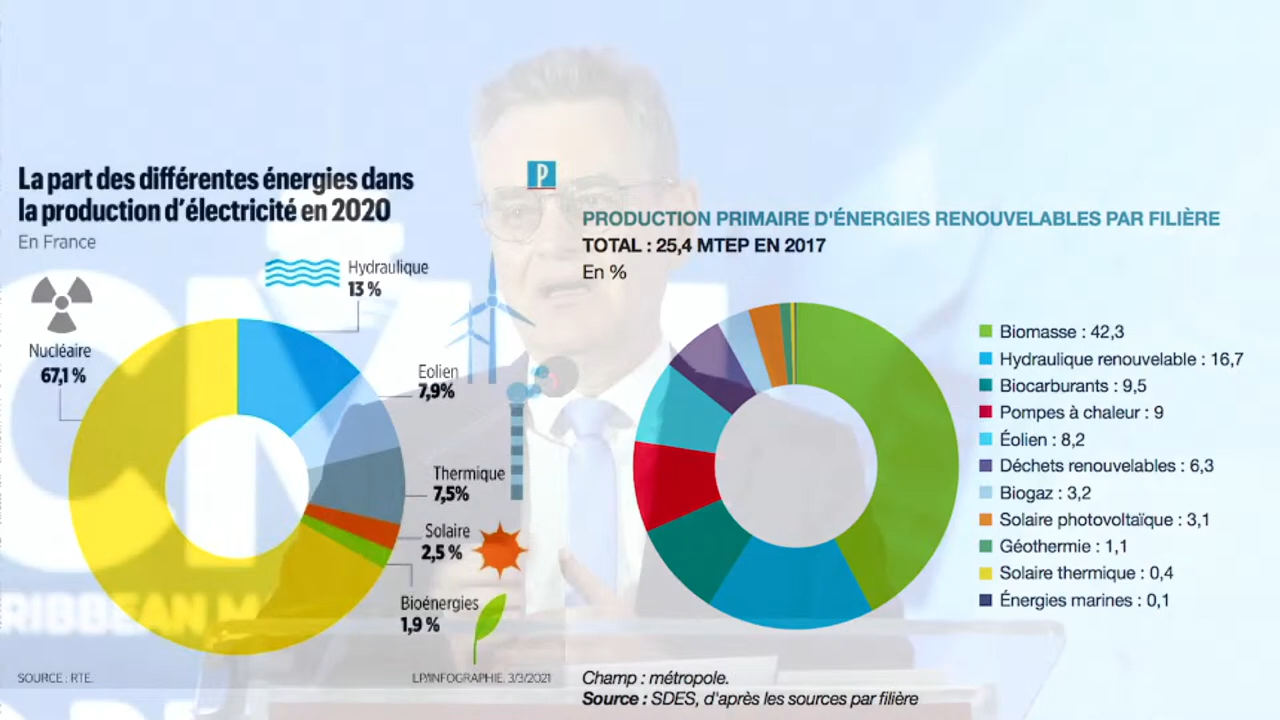 La part des différentes énergies dans
la production d'électricité en 2020
En France
P
Hydraulique
13 %
Nucléaire
67,1 %
Eolien
7,9%
Thermique
7,5%
Solaire
2,5 %
Bioénergies
1,9 %
SOURCE : RTE.
LP/INFOGRAPHIE, 3/3/2021
PRODUCTION PRIMAIRE D'ÉNERGIES RENOUVELABLES PAR FILIÈRE
TOTAL : 25,4 MTEP EN 2017
En %
Biomasse : 42,3
Hydraulique renouvelable : 16,7
Biocarburants : 9,5
Pompes à chaleur : 9
Éolien : 8,2
Déchets renouvelables : 6,3
Biogaz : 3,2
Solaire photovoltaïque : 3,1
Géothermie : 1,1
Solaire thermique : 0,4
Énergies marines : 0,1
Champ : métropole.
Source : SDES, d'après les sources par filière
RIBBEAN M